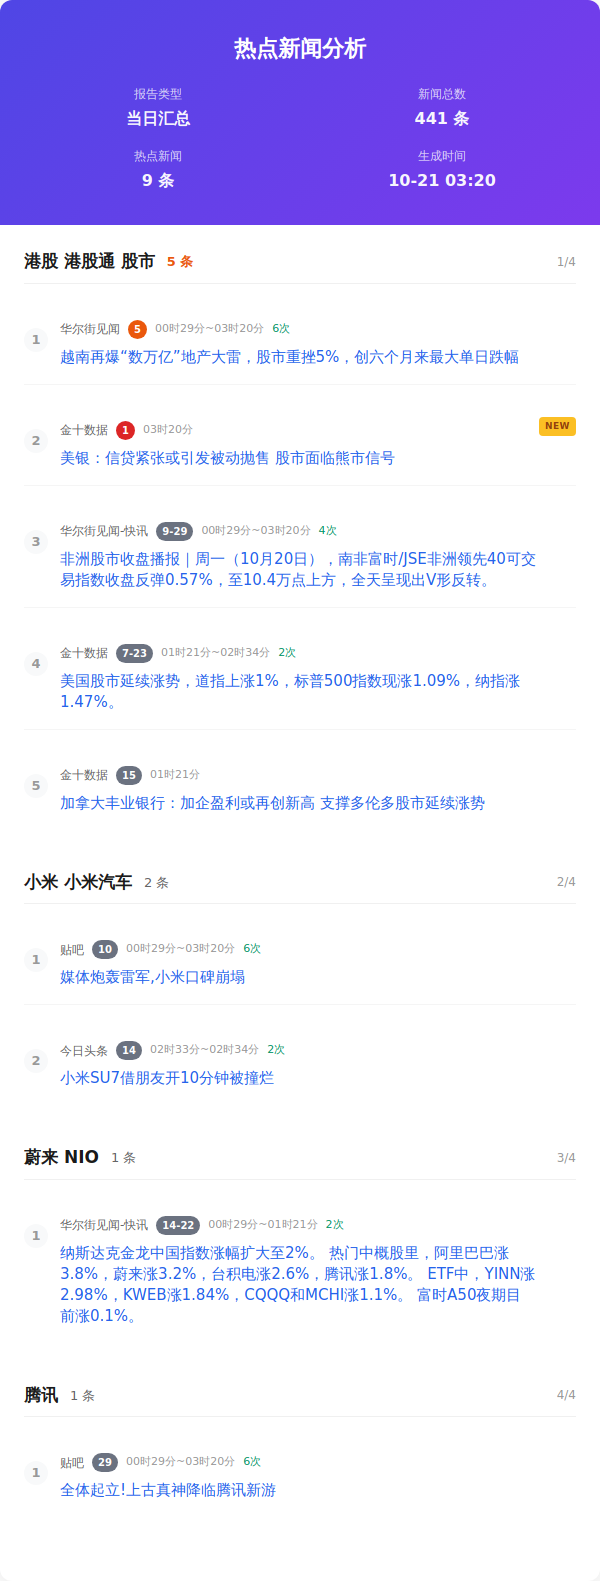 热点新闻分析
报告类型
新闻总数
当日汇总
441 条
热点新闻
生成时间
9 条
10-21 03:20
港股 港股通 股市 5 条 1/4
1
华尔街见闻 5 00时29分~03时20分 6次
越南再爆“数万亿”地产大雷，股市重挫5%，创六个月来最大单日跌幅
2
金十数据 1 03时20分 NEW
美银：信贷紧张或引发被动抛售 股市面临熊市信号
3
华尔街见闻-快讯 9-29 00时29分~03时20分 4次
非洲股市收盘播报｜周一（10月20日），南非富时/JSE非洲领先40可交
易指数收盘反弹0.57%，至10.4万点上方，全天呈现出V形反转。
4
金十数据 7-23 01时21分~02时34分 2次
美国股市延续涨势，道指上涨1%，标普500指数现涨1.09%，纳指涨
1.47%。
5
金十数据 15 01时21分
加拿大丰业银行：加企盈利或再创新高 支撑多伦多股市延续涨势
小米 小米汽车 2 条 2/4
1
贴吧 10 00时29分~03时20分 6次
媒体炮轰雷军,小米口碑崩塌
2
今日头条 14 02时33分~02时34分 2次
小米SU7借朋友开10分钟被撞烂
蔚来 NIO 1 条 3/4
1
华尔街见闻-快讯 14-22 00时29分~01时21分 2次
纳斯达克金龙中国指数涨幅扩大至2%。 热门中概股里，阿里巴巴涨
3.8%，蔚来涨3.2%，台积电涨2.6%，腾讯涨1.8%。 ETF中，YINN涨
2.98%，KWEB涨1.84%，CQQQ和MCHI涨1.1%。 富时A50夜期目
前涨0.1%。
腾讯 1 条 4/4
1
贴吧 29 00时29分~03时20分 6次
全体起立!上古真神降临腾讯新游